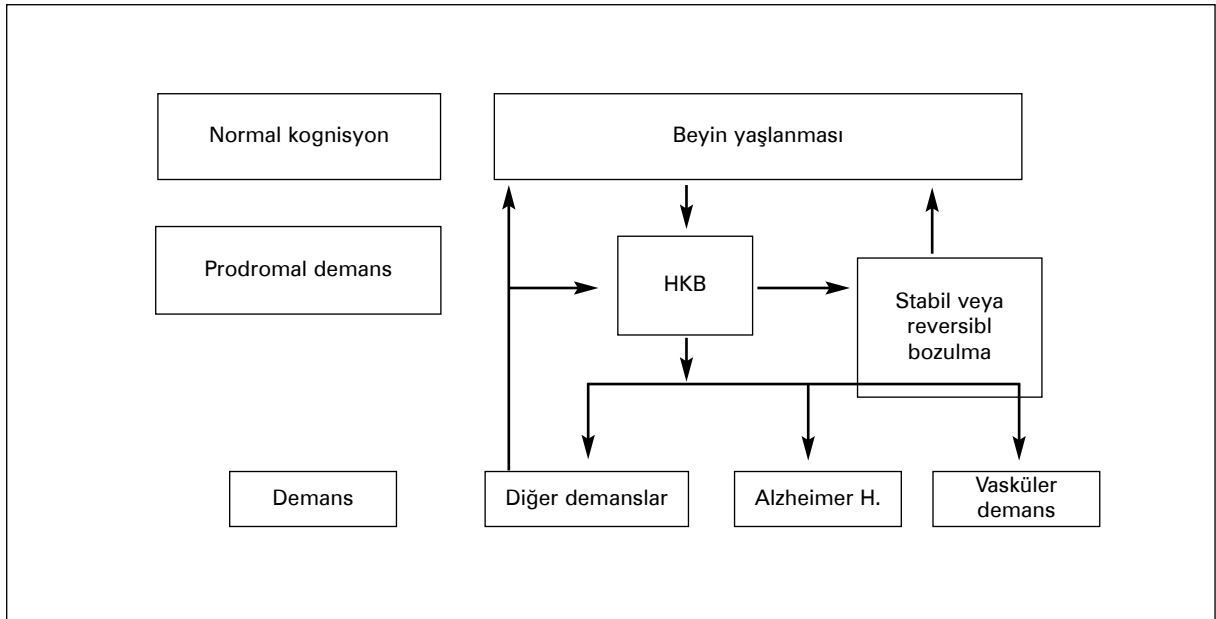 Normal kognisyon
Beyin yaşlanması
Prodromal demans
HKB
Stabil veya
reversibl
bozulma
Demans
Diğer demanslar
Alzheimer H.
Vasküler
demans